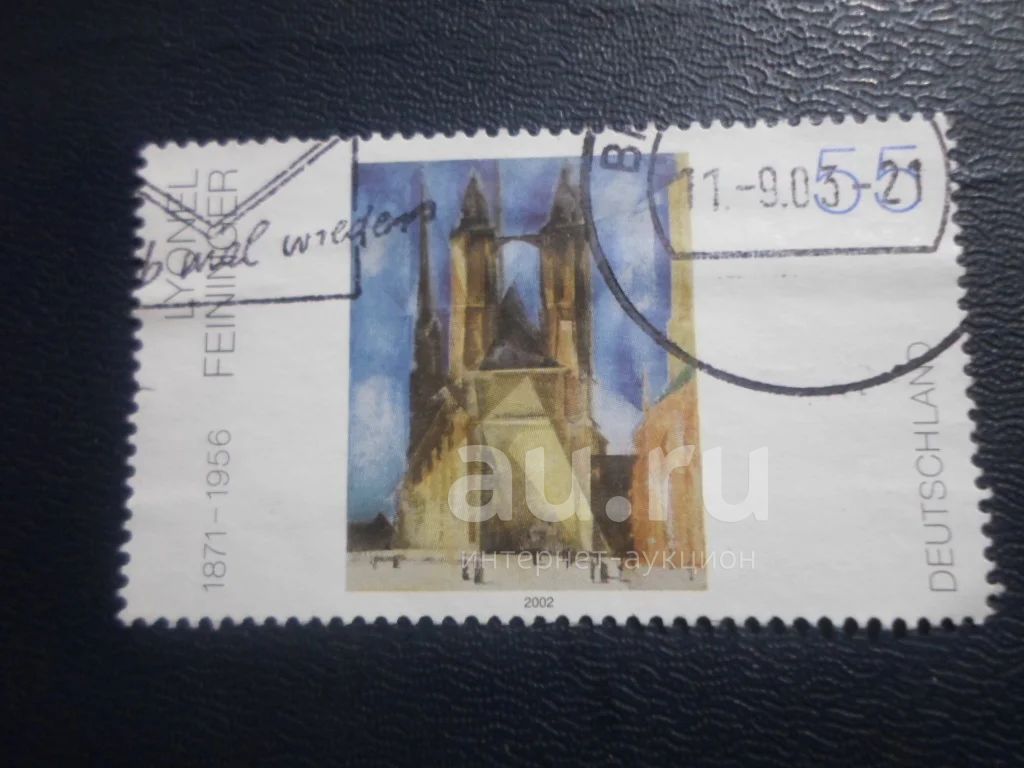 LYONEL
FEININGER
1871–1956
mal wieder
11.-9.03-21
55
DEUTSCHLAND
2002
au.ru
интернет-аукцион